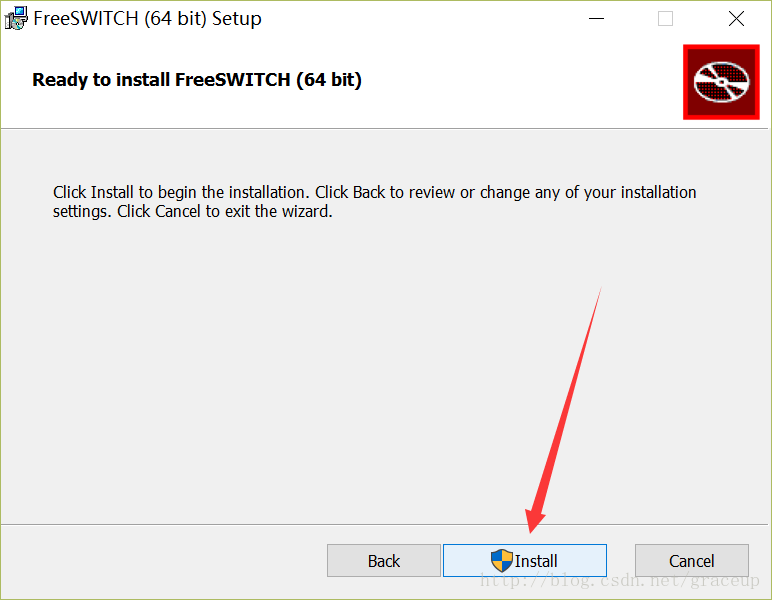 FreeSWITCH (64 bit) Setup
Ready to install FreeSWITCH (64 bit)
Click Install to begin the installation. Click Back to review or change any of your installation
settings. Click Cancel to exit the wizard.
Back
Install
Cancel
http://blog.csdn.net/graceup